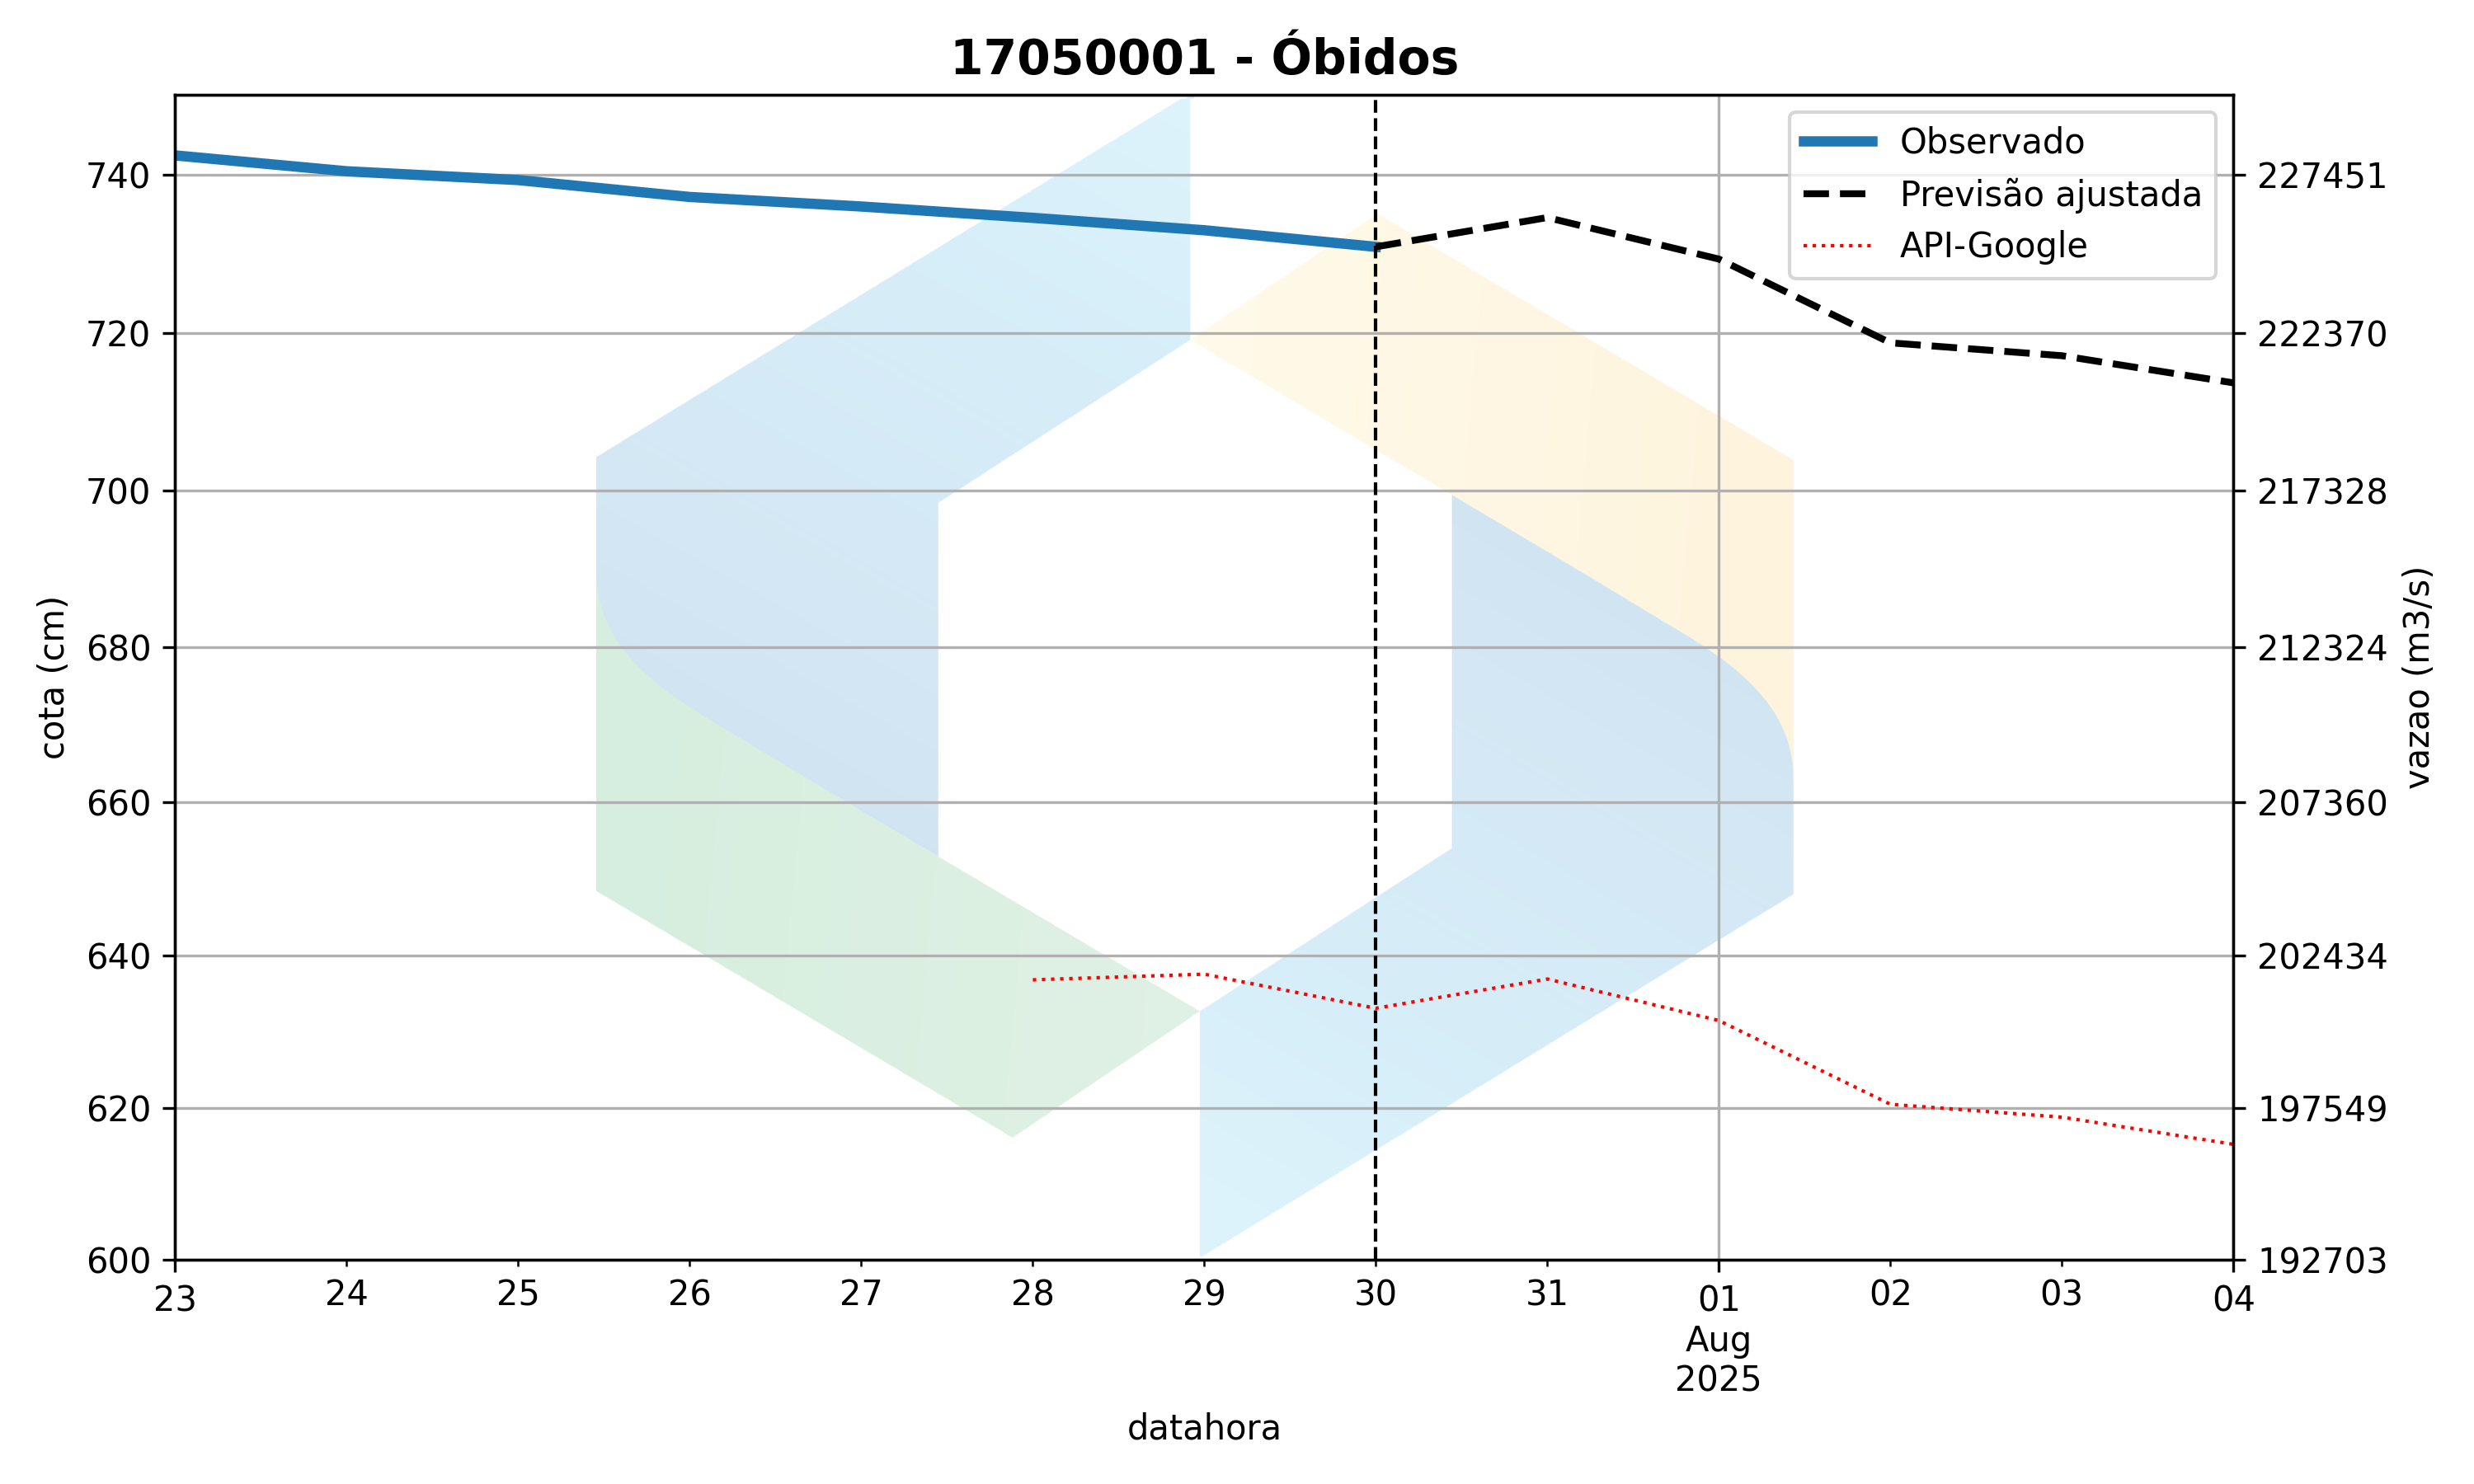 17050001 - Óbidos
Observado
Previsão ajustada
API-Google
740
720
700
680
660
640
620
600
cota (cm)
227451
222370
217328
212324
207360
202434
197549
192703
vazao (m3/s)
23 24 25 26 27 28 29 30 31 01 02 03 04
Aug
2025
datahora